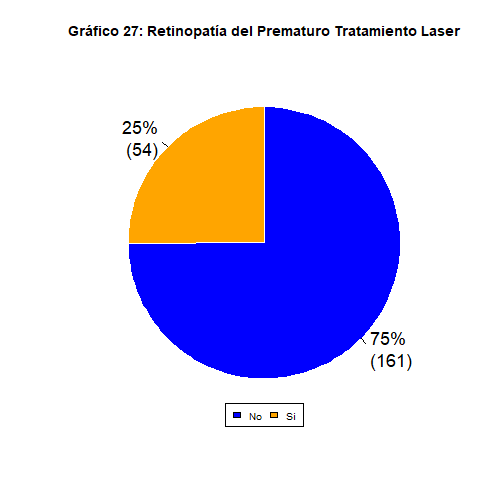 Gráfico 27: Retinopatía del Prematuro Tratamiento Laser
25%
(54)
75%
(161)
No Si